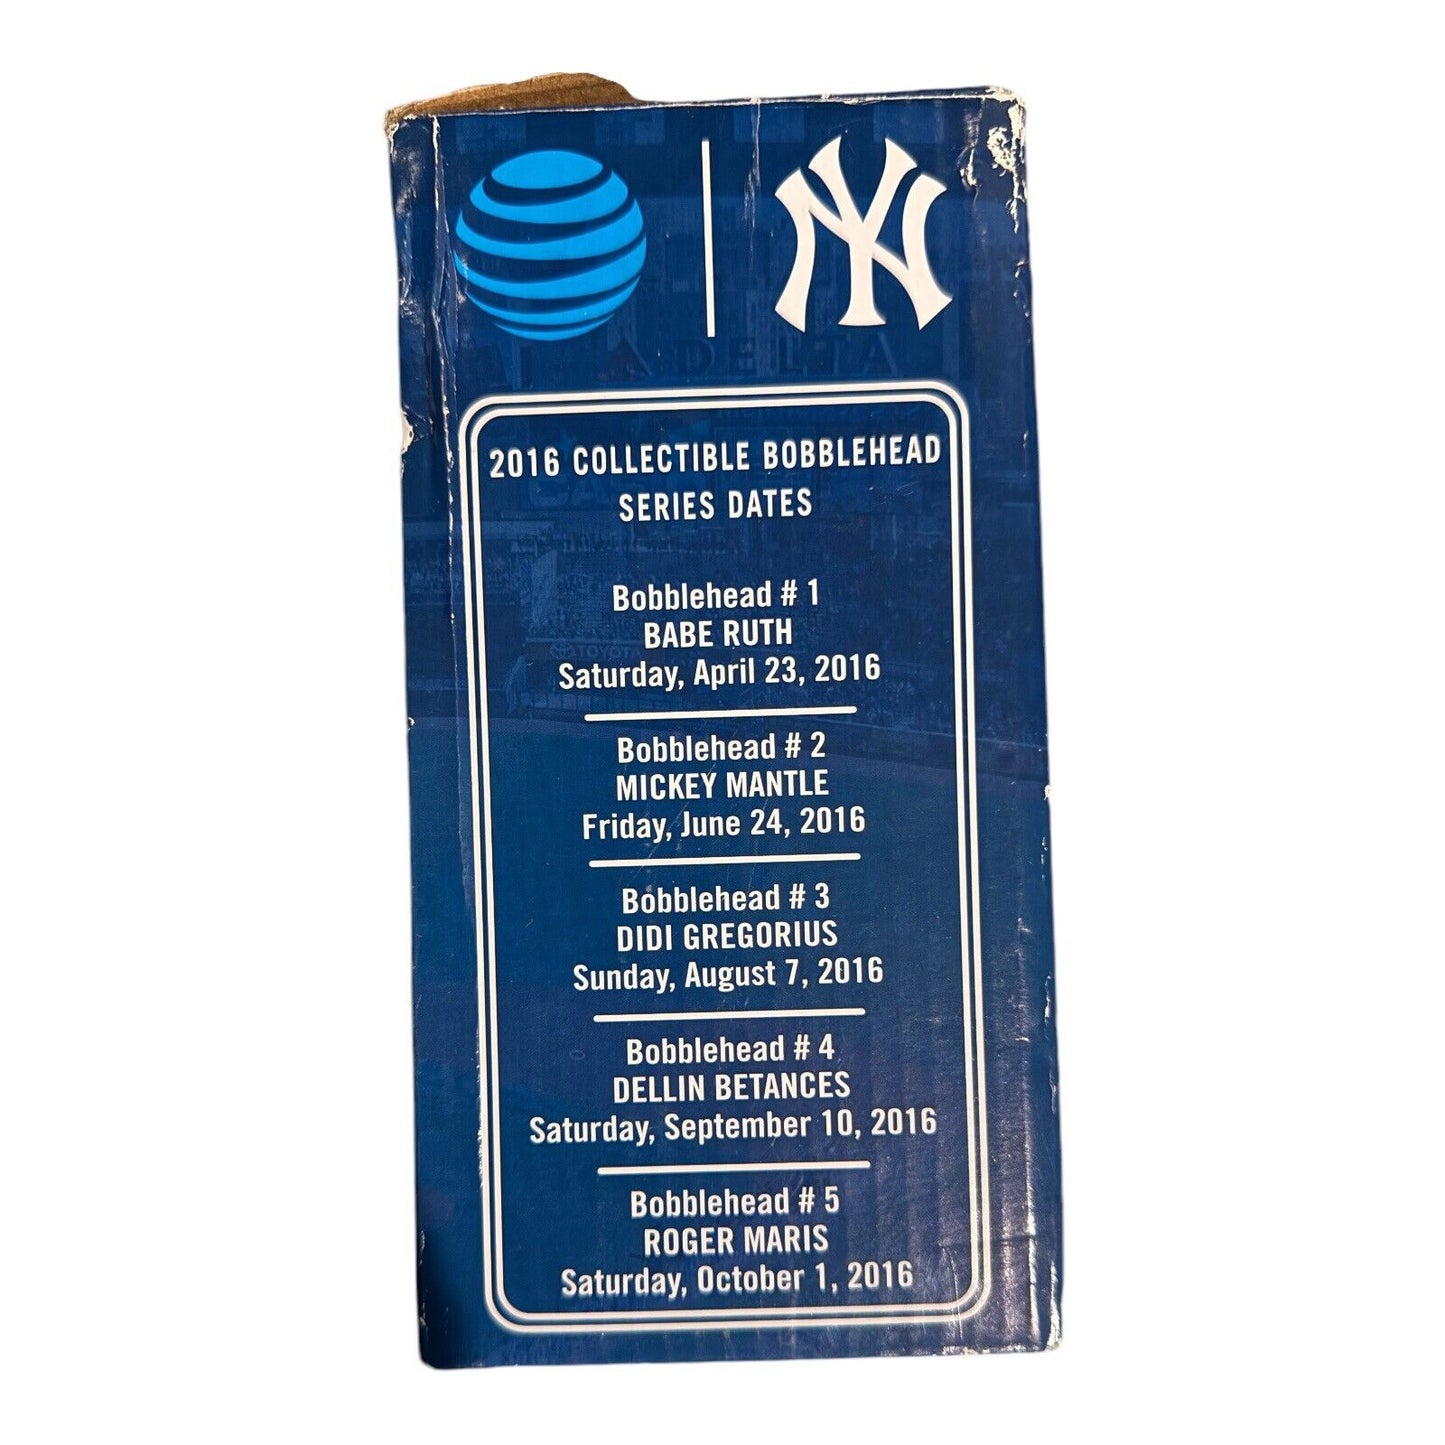 NY
DELTA
2016 COLLECTIBLE BOBBLEHEAD
SERIES DATES
Bobblehead # 1
BABE RUTH
TOYOTA
Saturday, April 23, 2016
Bobblehead # 2
MICKEY MANTLE
Friday, June 24, 2016
Bobblehead # 3
DIDI GREGORIUS
Sunday, August 7, 2016
Bobblehead # 4
DELLIN BETANCES
Saturday, September 10, 2016
Bobblehead # 5
ROGER MARIS
Saturday, October 1, 2016